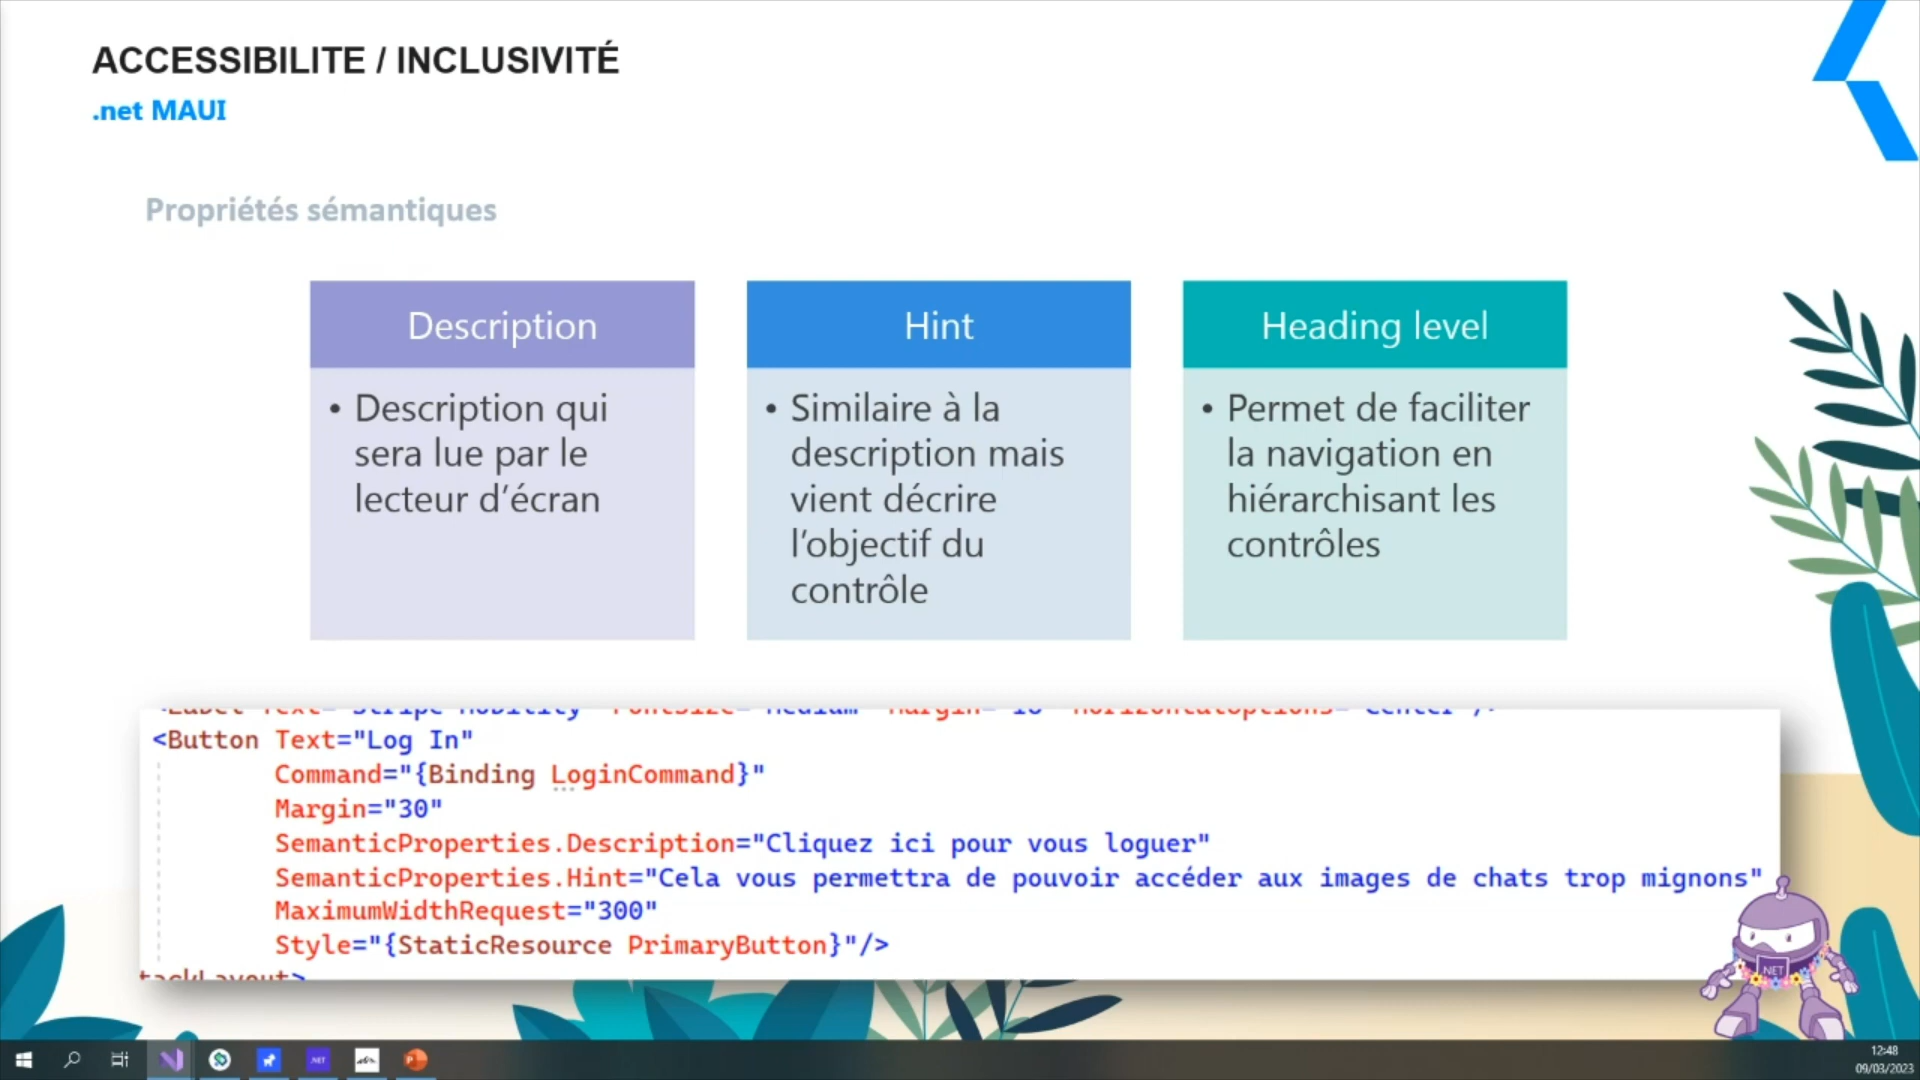 ACCESSIBILITE / INCLUSIVITÉ
.net MAUI
Propriétés sémantiques
Description
• Description qui
sera lue par le
lecteur d’écran
Hint
• Similaire à la
description mais
vient décrire
l’objectif du
contrôle
Heading level
• Permet de faciliter
la navigation en
hiérarchisant les
contrôles
<Button Text="Log In"
Command="{Binding LoginCommand}"
Margin="30"
SemanticProperties.Description="Cliquez ici pour vous loguer"
SemanticProperties.Hint="Cela vous permettra de pouvoir accéder aux images de chats trop mignons"
MaximumWidthRequest="300"
Style="{StaticResource PrimaryButton}"/>
tackLayout>
NET
.NET
12:48
09/03/2023